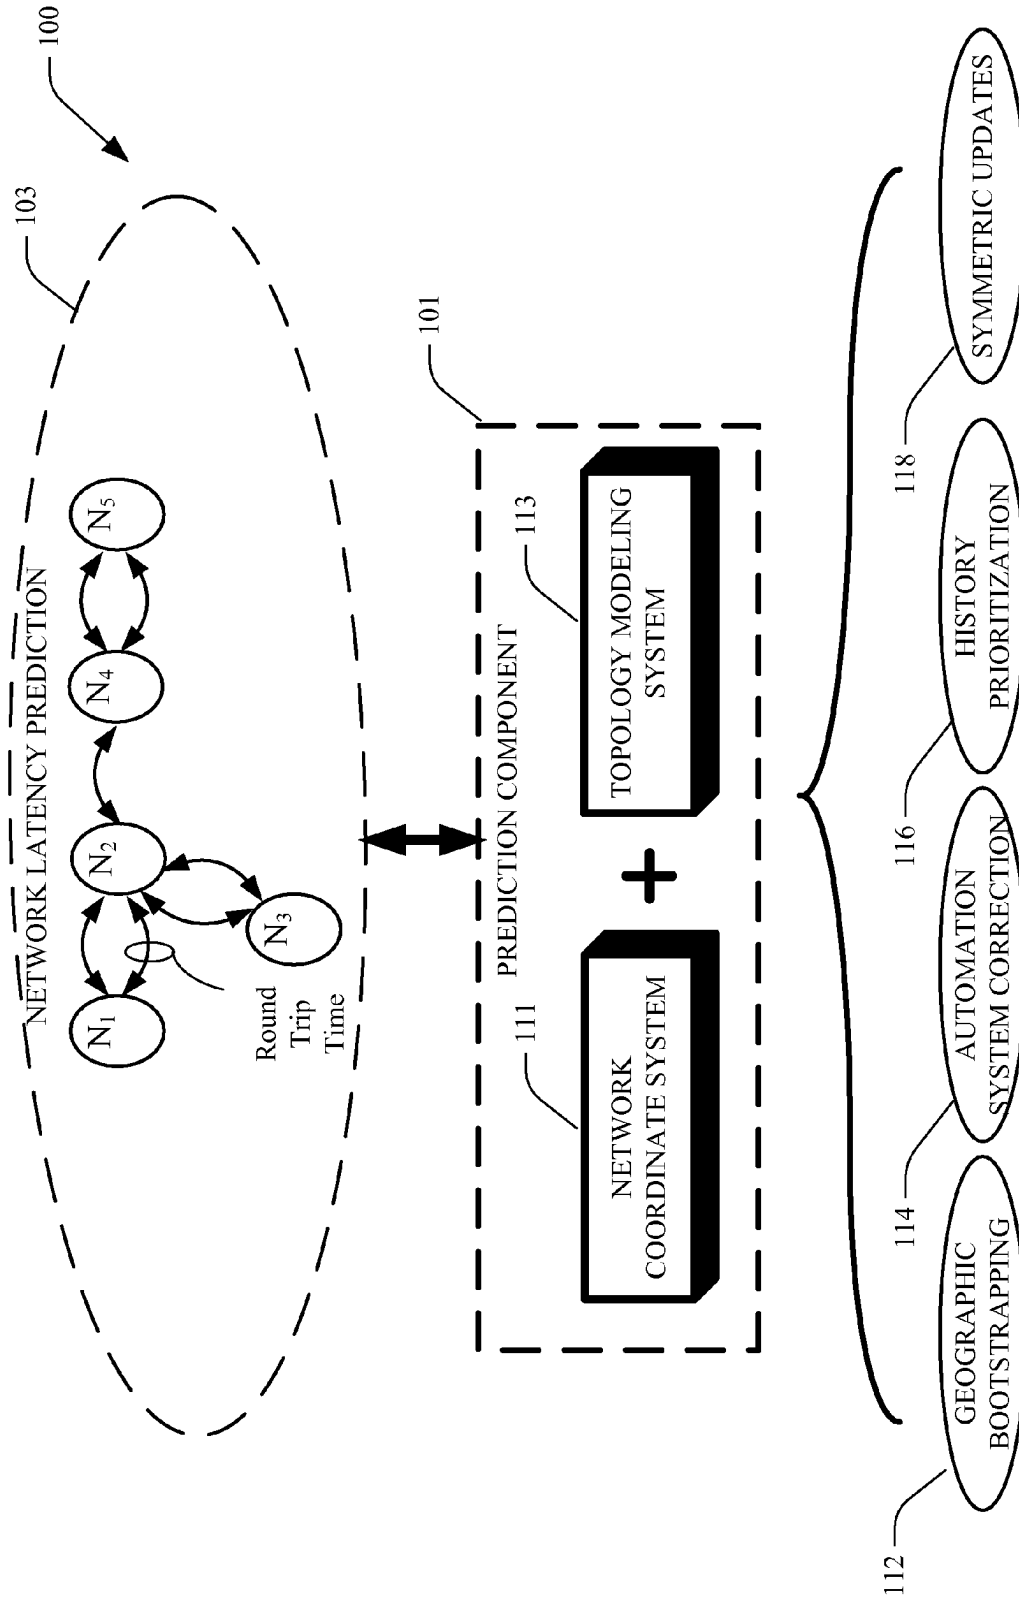 100
103
NETWORK LATENCY PREDICTION
N1
N2
N4
N5
N3
Round
Trip
Time
101
PREDICTION COMPONENT
111
NETWORK
COORDINATE SYSTEM
+
113
TOPOLOGY MODELING
SYSTEM
112
GEOGRAPHIC
BOOTSTRAPPING
114
AUTOMATION
SYSTEM CORRECTION
116
HISTORY
PRIORITIZATION
118
SYMMETRIC UPDATES